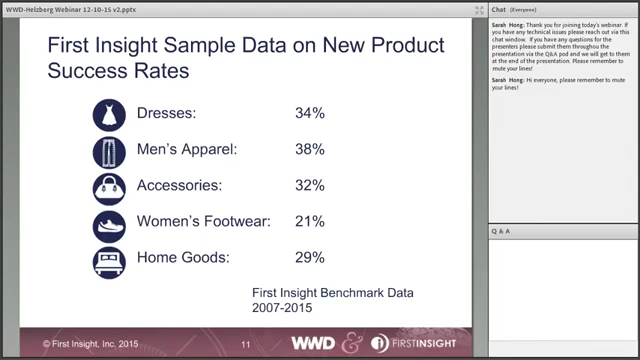 WWD-Helzberg Webinar 12-10-15 v2.pptx
First Insight Sample Data on New Product
Success Rates
Dresses: 34%
Men's Apparel: 38%
Accessories: 32%
Women's Footwear: 21%
Home Goods: 29%
First Insight Benchmark Data
2007-2015
© First Insight, Inc. 2015
11
WWD & FIRSTINSIGHT
Chat (Everyone)
Sarah Hong: Thank you for joining today's webinar. If
you have any technical issues please reach out via this
chat window. If you have any questions for the
presenters please submit them throughout the
presentation via the Q&A pod and we will get to them
at the end of the presentation. Please remember to
mute your lines!
Sarah Hong: Hi everyone, please remember to mute
your lines!
Q & A